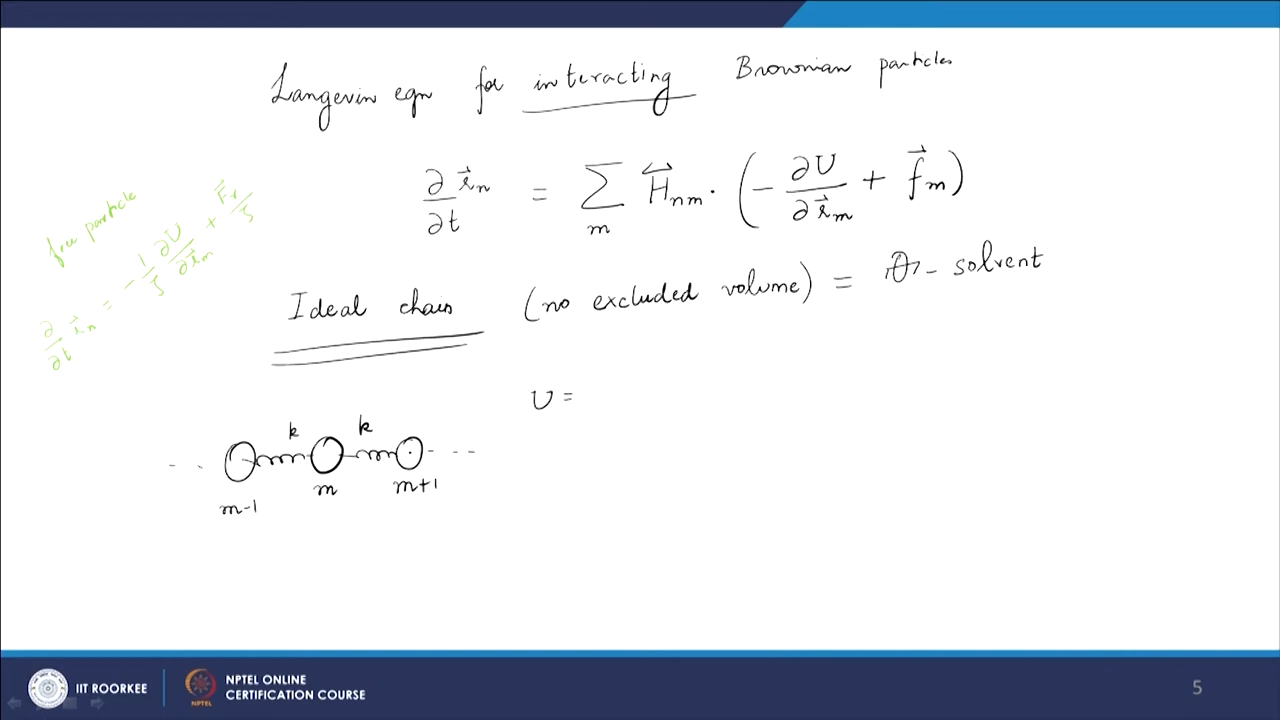 Langevin eqn for interacting Brownian particles
∂r⃗ₙ/∂t = Σₘ H⃡ₙₘ · (− ∂U/∂r⃗ₘ + f⃗ₘ)
free particle
∂/∂t r⃗ₙ = − 1/ζ ∂U/∂r⃗ₘ + F⃗ᵣ/ζ
Ideal chain (no excluded volume) = θ - solvent
U =
k k
m-1 m m+1
IIT ROORKEE
NPTEL ONLINE
CERTIFICATION COURSE
NPTEL
5